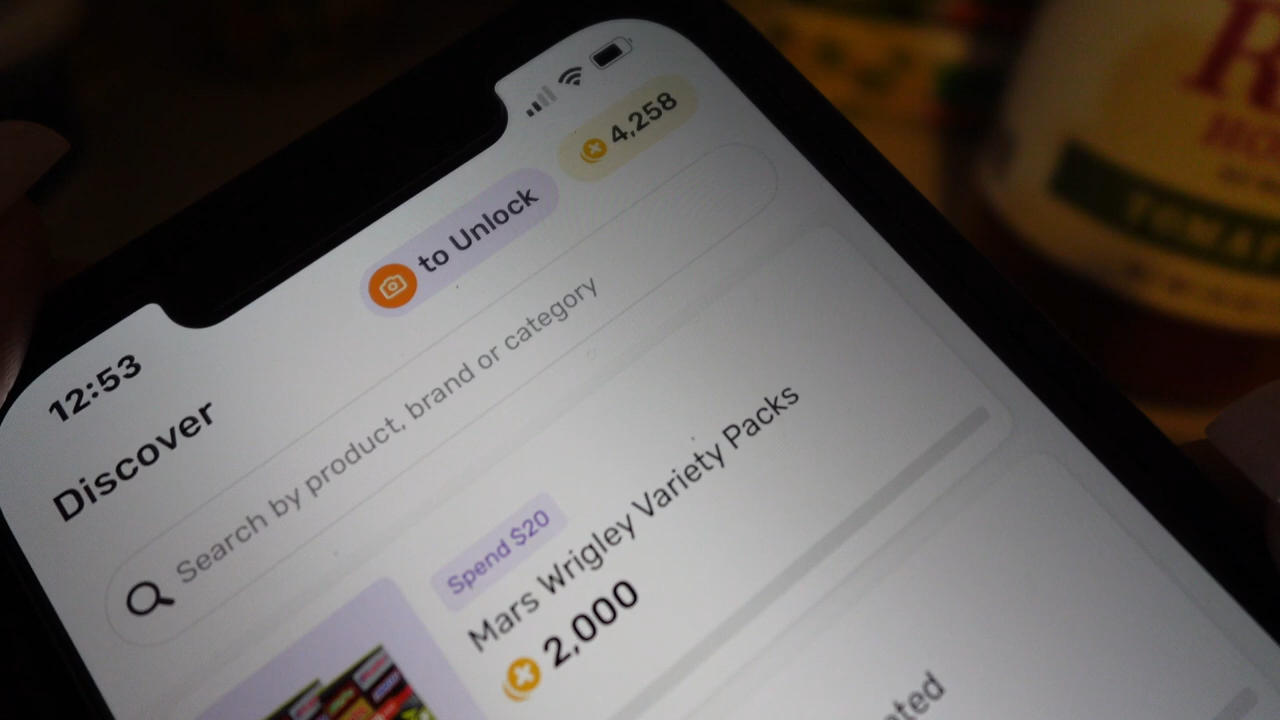 12:53
4,258
to Unlock
Discover
Search by product, brand or category
Spend $20
Mars Wrigley Variety Packs
2,000